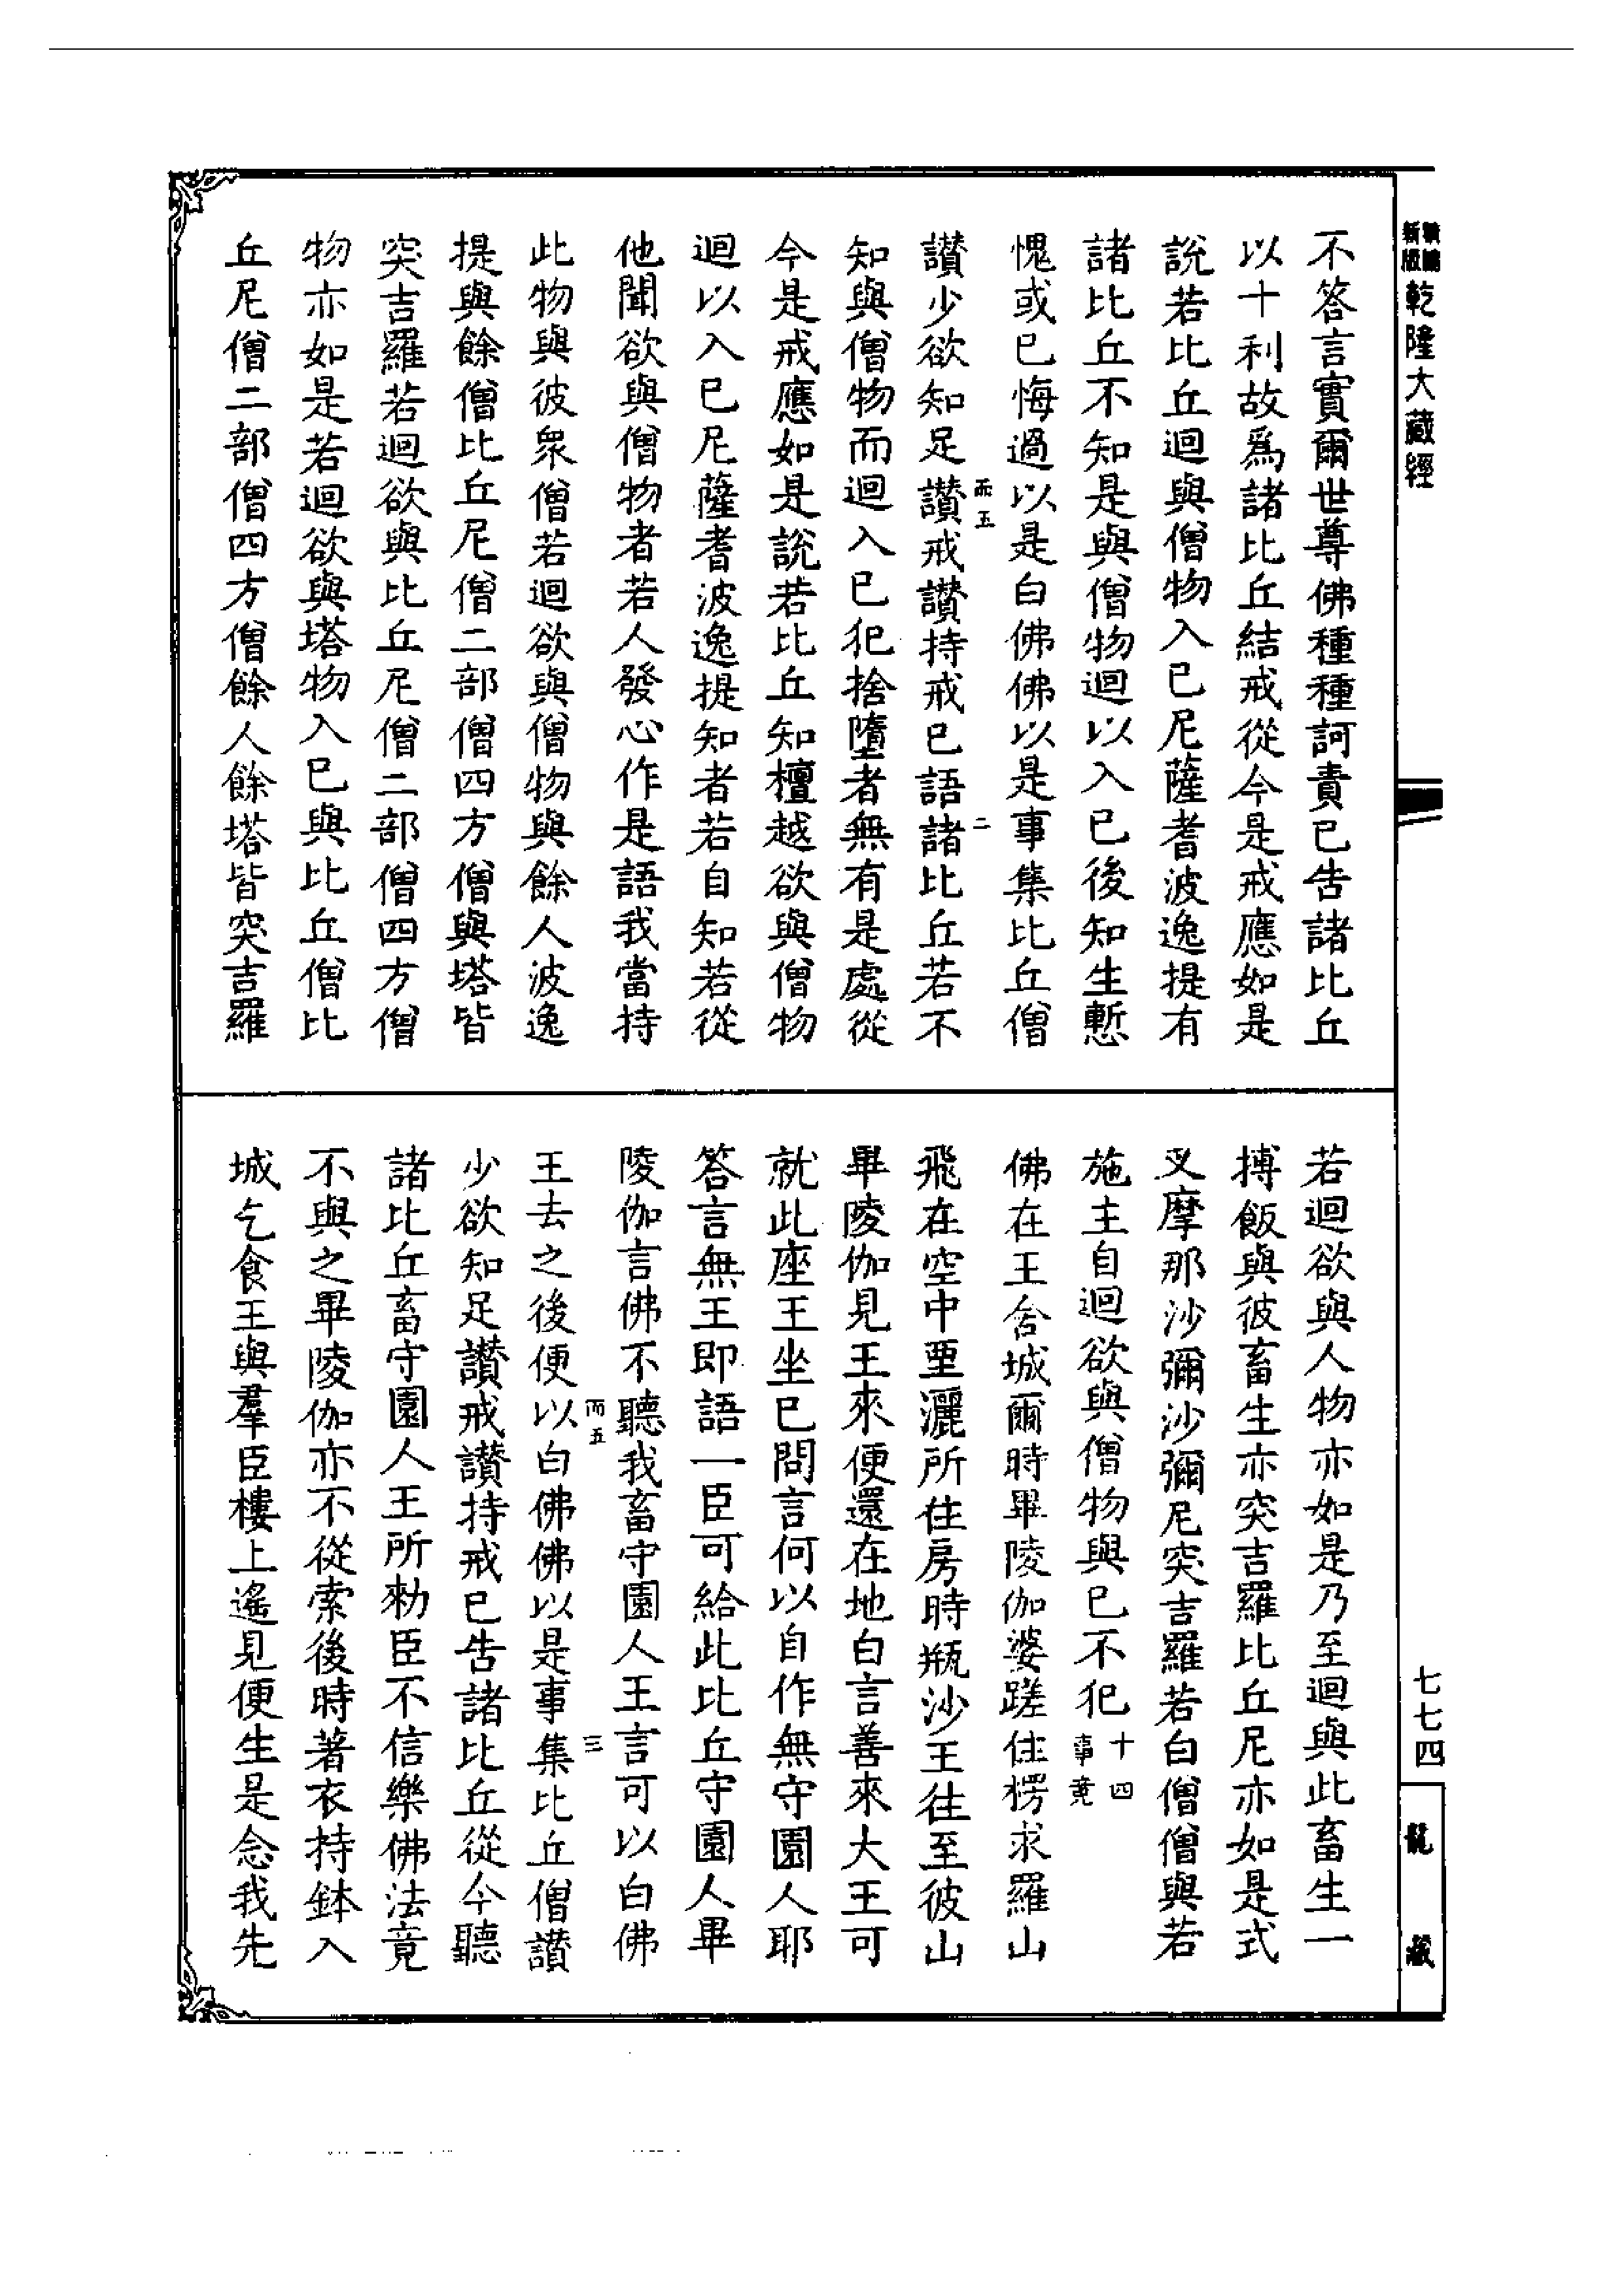 新版
乾隆大藏經
不答言實爾世尊佛種種訶責已告諸比丘
以十利故爲諸比丘結戒從今是戒應如是
說若比丘迴與僧物入已尼薩耆波逸提有
諸比丘不知是與僧物迴以入已後知生慙
愧或已悔過以是白佛佛以是事集比丘僧
讃少欲知足讃戒讃持戒已語諸比丘若不
而五
二
知與僧物而迴入已犯捨墮者無有是處從
今是戒應如是說若比丘知檀越欲與僧物
迴以入已尼薩耆波逸提知者若自知若從
他聞欲與僧物者若人發心作是語我當持
此物與彼衆僧若迴欲與僧物與餘人波逸
提與餘僧比丘尼僧二部僧四方僧與塔皆
突吉羅若迴欲與比丘尼僧二部僧四方僧
物亦如是若迴欲與塔物入已與比丘僧比
丘尼僧二部僧四方僧餘人餘塔皆突吉羅
若迴欲與人物亦如是乃至迴與此畜生一
摶飯與彼畜生亦突吉羅比丘尼亦如是式
叉摩那沙彌沙彌尼突吉羅若白僧僧與若
施主自迴欲與僧物與已不犯十四事竟
佛在王舍城爾時畢陵伽婆蹉住楞求羅山
飛在空中堊灑所住房時瓶沙王往至彼山
畢陵伽見王來便還在地白言善來大王可
就此座王坐已問言何以自作無守園人耶
答言無王即語一臣可給此比丘守園人畢
陵伽言佛不聽我畜守園人王言可以白佛
而五
三
王去之後便以白佛佛以是事集比丘僧讃
少欲知足讃戒讃持戒已告諸比丘從今聽
諸比丘畜守園人王所勑臣不信樂佛法竟
不與之畢陵伽亦不從索後時著衣持鉢入
城乞食王與羣臣樓上遙見便生是念我先
七七四
龍藏